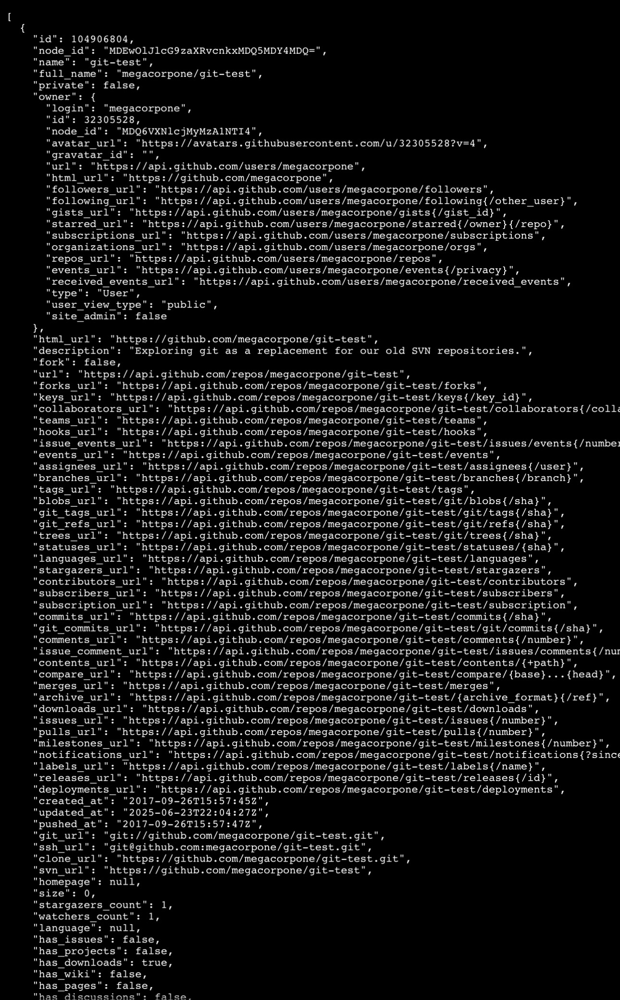 [
  {
    "id": 104906804,
    "node_id": "MDEwOlJlcG9zaXRvcnkxMDQ5MDY4MDQ=",
    "name": "git-test",
    "full_name": "megacorpone/git-test",
    "private": false,
    "owner": {
      "login": "megacorpone",
      "id": 32305528,
      "node_id": "MDQ6VXNlcjMyMzA1NTI4",
      "avatar_url": "https://avatars.githubusercontent.com/u/32305528?v=4",
      "gravatar_id": "",
      "url": "https://api.github.com/users/megacorpone",
      "html_url": "https://github.com/megacorpone",
      "followers_url": "https://api.github.com/users/megacorpone/followers",
      "following_url": "https://api.github.com/users/megacorpone/following{/other_user}",
      "gists_url": "https://api.github.com/users/megacorpone/gists{/gist_id}",
      "starred_url": "https://api.github.com/users/megacorpone/starred{/owner}{/repo}",
      "subscriptions_url": "https://api.github.com/users/megacorpone/subscriptions",
      "organizations_url": "https://api.github.com/users/megacorpone/orgs",
      "repos_url": "https://api.github.com/users/megacorpone/repos",
      "events_url": "https://api.github.com/users/megacorpone/events{/privacy}",
      "received_events_url": "https://api.github.com/users/megacorpone/received_events",
      "type": "User",
      "user_view_type": "public",
      "site_admin": false
    },
    "html_url": "https://github.com/megacorpone/git-test",
    "description": "Exploring git as a replacement for our old SVN repositories.",
    "fork": false,
    "url": "https://api.github.com/repos/megacorpone/git-test",
    "forks_url": "https://api.github.com/repos/megacorpone/git-test/forks",
    "keys_url": "https://api.github.com/repos/megacorpone/git-test/keys{/key_id}",
    "collaborators_url": "https://api.github.com/repos/megacorpone/git-test/collaborators{/colla
    "teams_url": "https://api.github.com/repos/megacorpone/git-test/teams",
    "hooks_url": "https://api.github.com/repos/megacorpone/git-test/hooks",
    "issue_events_url": "https://api.github.com/repos/megacorpone/git-test/issues/events{/number
    "events_url": "https://api.github.com/repos/megacorpone/git-test/events",
    "assignees_url": "https://api.github.com/repos/megacorpone/git-test/assignees{/user}",
    "branches_url": "https://api.github.com/repos/megacorpone/git-test/branches{/branch}",
    "tags_url": "https://api.github.com/repos/megacorpone/git-test/tags",
    "blobs_url": "https://api.github.com/repos/megacorpone/git-test/git/blobs{/sha}",
    "git_tags_url": "https://api.github.com/repos/megacorpone/git-test/git/tags{/sha}",
    "git_refs_url": "https://api.github.com/repos/megacorpone/git-test/git/refs{/sha}",
    "trees_url": "https://api.github.com/repos/megacorpone/git-test/git/trees{/sha}",
    "statuses_url": "https://api.github.com/repos/megacorpone/git-test/statuses/{sha}",
    "languages_url": "https://api.github.com/repos/megacorpone/git-test/languages",
    "stargazers_url": "https://api.github.com/repos/megacorpone/git-test/stargazers",
    "contributors_url": "https://api.github.com/repos/megacorpone/git-test/contributors",
    "subscribers_url": "https://api.github.com/repos/megacorpone/git-test/subscribers",
    "subscription_url": "https://api.github.com/repos/megacorpone/git-test/subscription",
    "commits_url": "https://api.github.com/repos/megacorpone/git-test/commits{/sha}",
    "git_commits_url": "https://api.github.com/repos/megacorpone/git-test/git/commits{/sha}",
    "comments_url": "https://api.github.com/repos/megacorpone/git-test/comments{/number}",
    "issue_comment_url": "https://api.github.com/repos/megacorpone/git-test/issues/comments{/num
    "contents_url": "https://api.github.com/repos/megacorpone/git-test/contents/{+path}",
    "compare_url": "https://api.github.com/repos/megacorpone/git-test/compare/{base}...{head}",
    "merges_url": "https://api.github.com/repos/megacorpone/git-test/merges",
    "archive_url": "https://api.github.com/repos/megacorpone/git-test/{archive_format}{/ref}",
    "downloads_url": "https://api.github.com/repos/megacorpone/git-test/downloads",
    "issues_url": "https://api.github.com/repos/megacorpone/git-test/issues{/number}",
    "pulls_url": "https://api.github.com/repos/megacorpone/git-test/pulls{/number}",
    "milestones_url": "https://api.github.com/repos/megacorpone/git-test/milestones{/number}",
    "notifications_url": "https://api.github.com/repos/megacorpone/git-test/notifications{?since
    "labels_url": "https://api.github.com/repos/megacorpone/git-test/labels{/name}",
    "releases_url": "https://api.github.com/repos/megacorpone/git-test/releases{/id}",
    "deployments_url": "https://api.github.com/repos/megacorpone/git-test/deployments",
    "created_at": "2017-09-26T15:57:45Z",
    "updated_at": "2025-06-23T22:04:27Z",
    "pushed_at": "2017-09-26T15:57:47Z",
    "git_url": "git://github.com/megacorpone/git-test.git",
    "ssh_url": "git@github.com:megacorpone/git-test.git",
    "clone_url": "https://github.com/megacorpone/git-test.git",
    "svn_url": "https://github.com/megacorpone/git-test",
    "homepage": null,
    "size": 0,
    "stargazers_count": 1,
    "watchers_count": 1,
    "language": null,
    "has_issues": false,
    "has_projects": false,
    "has_downloads": true,
    "has_wiki": false,
    "has_pages": false,
    "has_discussions": false,